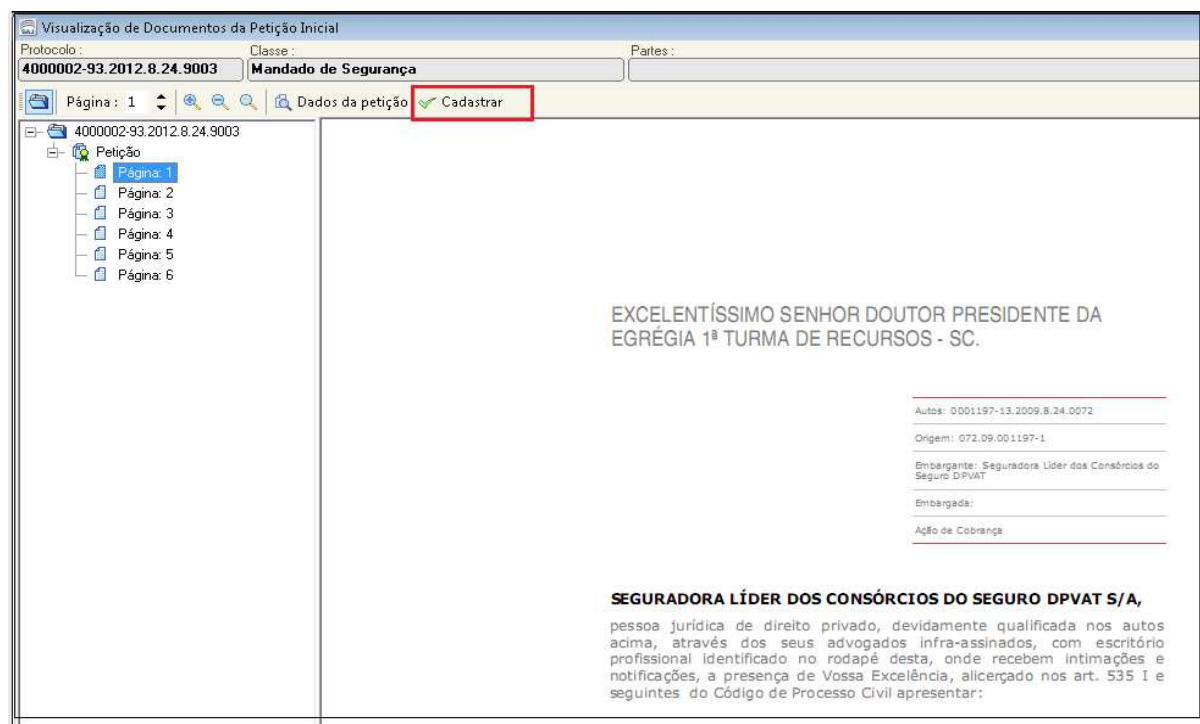 Visualização de Documentos da Petição Inicial
Protocolo : Classe : Partes :
4000002-93.2012.8.24.9003 Mandado de Segurança
Página : 1 Dados da petição Cadastrar
4000002-93.2012.8.24.9003
Petição
Página: 1
Página: 2
Página: 3
Página: 4
Página: 5
Página: 6
EXCELENTÍSSIMO SENHOR DOUTOR PRESIDENTE DA
EGRÉGIA 1ª TURMA DE RECURSOS - SC.
Autos: 0001197-13.2009.8.24.0072
Origem: 072.09.001197-1
Embargante: Seguradora Líder dos Consórcios do
Seguro DPVAT
Embargada:
Ação de Cobrança
SEGURADORA LÍDER DOS CONSÓRCIOS DO SEGURO DPVAT S/A,
pessoa jurídica de direito privado, devidamente qualificada nos autos
acima, através dos seus advogados infra-assinados, com escritório
profissional identificado no rodapé desta, onde recebem intimações e
notificações, a presença de Vossa Excelência, alicerçado nos art. 535 I e
seguintes do Código de Processo Civil apresentar: